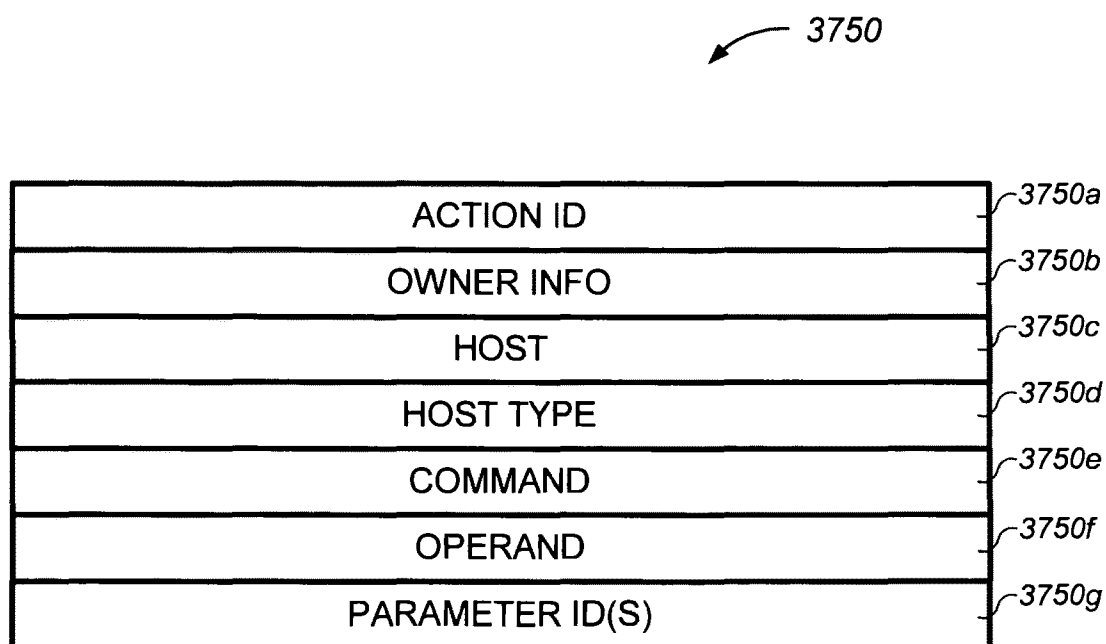 3750
ACTION ID 3750a
OWNER INFO 3750b
HOST 3750c
HOST TYPE 3750d
COMMAND 3750e
OPERAND 3750f
PARAMETER ID(S) 3750g